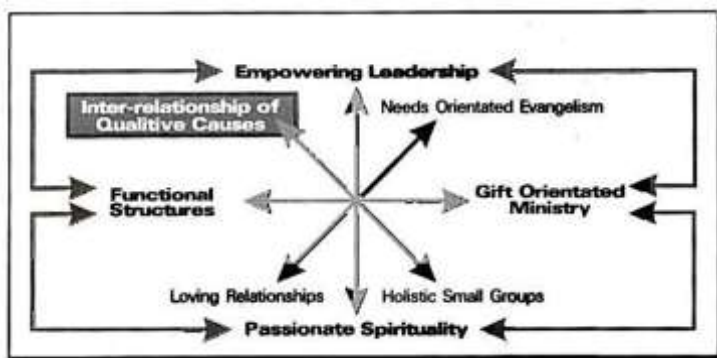 Empowering Leadership
Inter-relationship of
Qualitive Causes
Needs Orientated Evangelism
Functional
Structures
Gift Orientated
Ministry
Loving Relationships
Holistic Small Groups
Passionate Spirituality